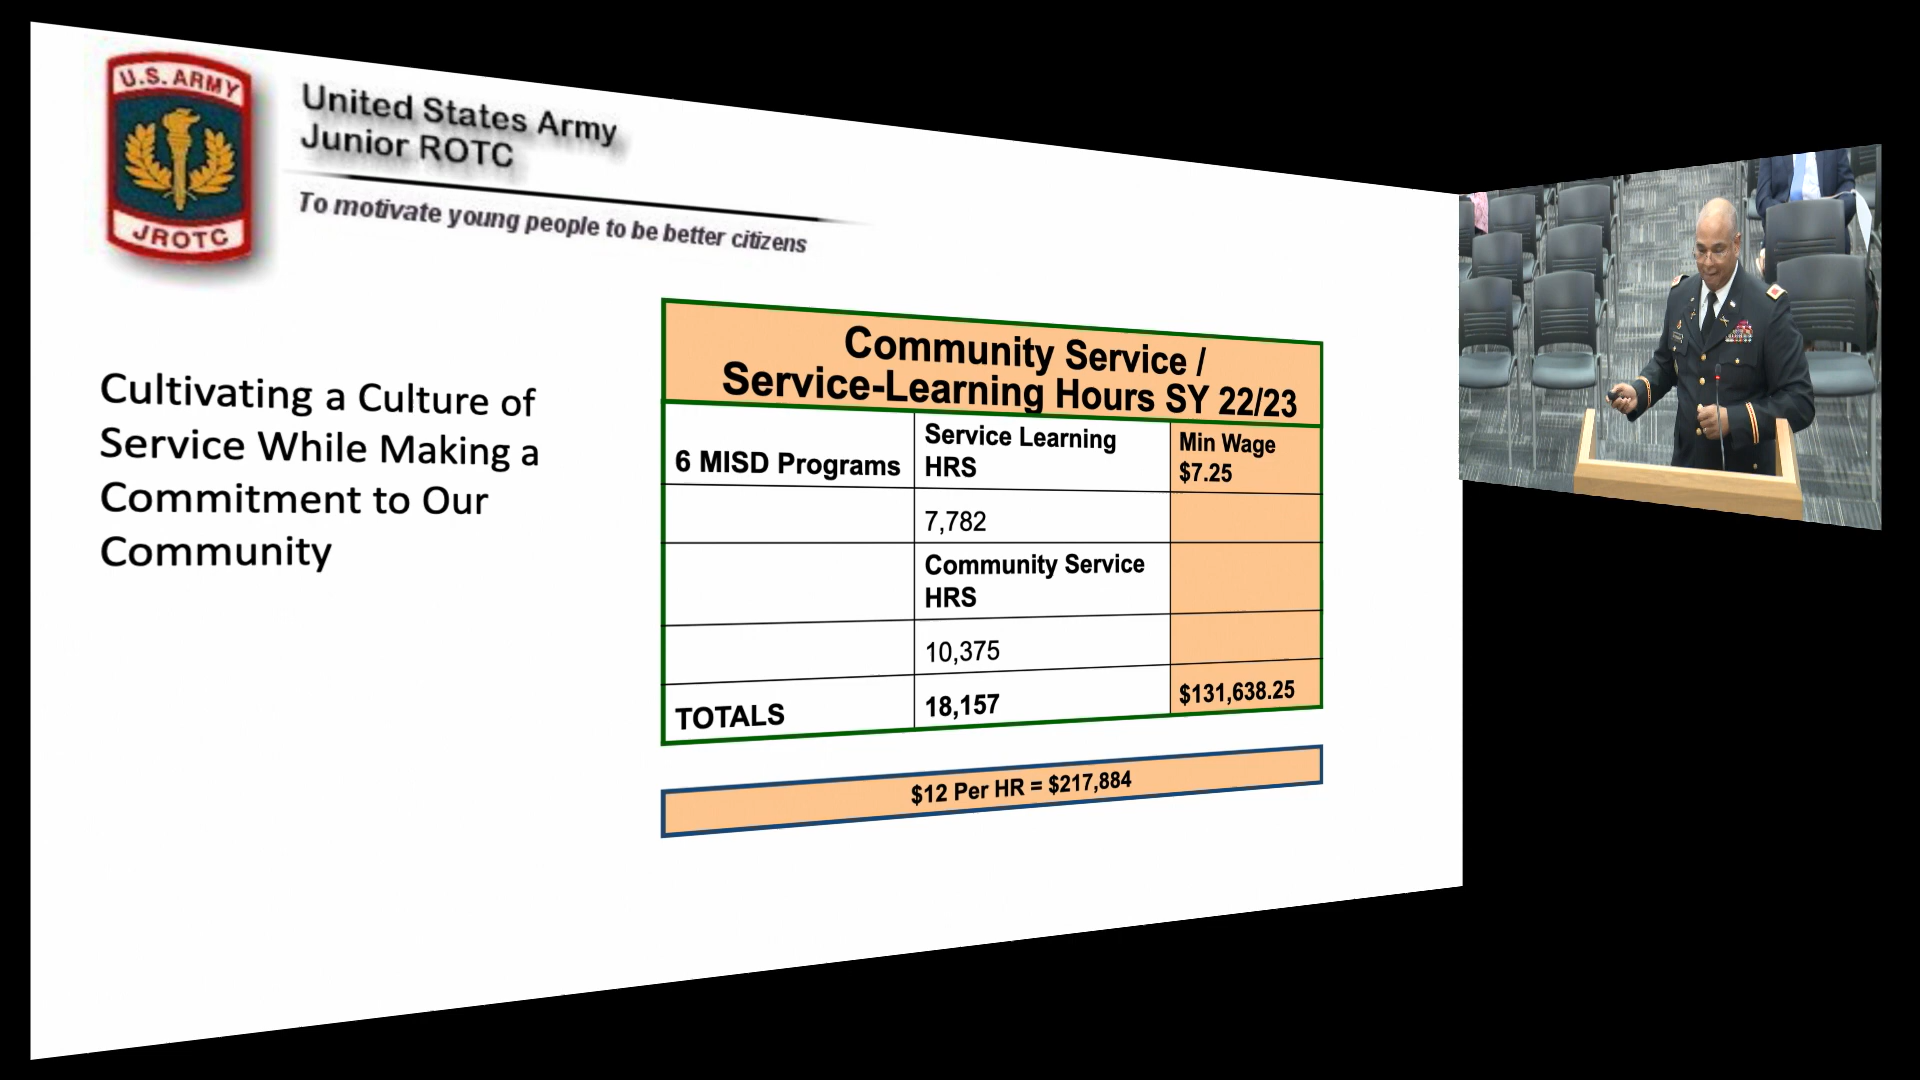 U.S. ARMY
JROTC
United States Army
Junior ROTC
To motivate young people to be better citizens
Cultivating a Culture of
Service While Making a
Commitment to Our
Community
Community Service /
Service-Learning Hours SY 22/23
6 MISD Programs
Service Learning
HRS
Min Wage
$7.25
7,782
Community Service
HRS
10,375
TOTALS
18,157
$131,638.25
$12 Per HR = $217,884